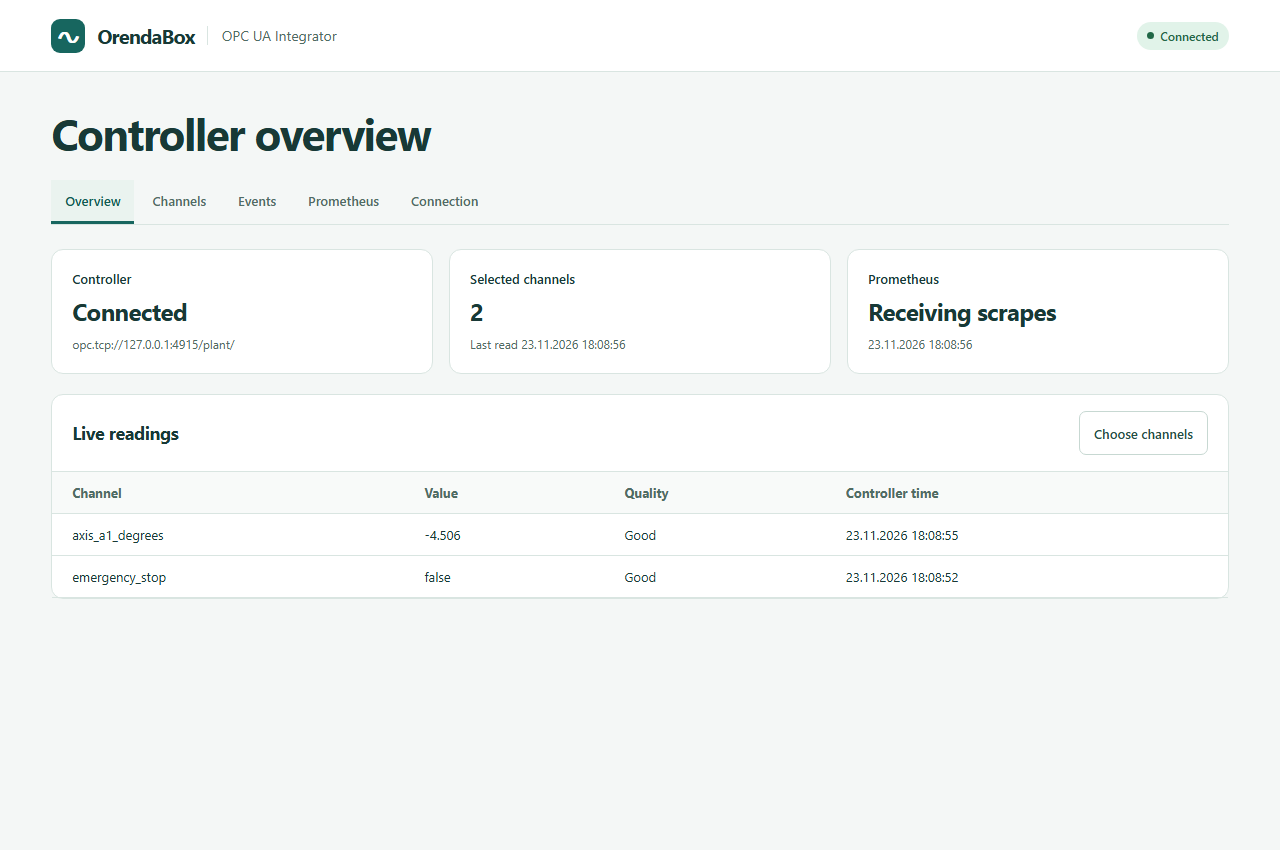 OrendaBox OPC UA Integrator Connected
Controller overview
Overview Channels Events Prometheus Connection
Controller
Connected
opc.tcp://127.0.0.1:4915/plant/
Selected channels
2
Last read 23.11.2026 18:08:56
Prometheus
Receiving scrapes
23.11.2026 18:08:56
Live readings Choose channels
Channel Value Quality Controller time
axis_a1_degrees -4.506 Good 23.11.2026 18:08:55
emergency_stop false Good 23.11.2026 18:08:52